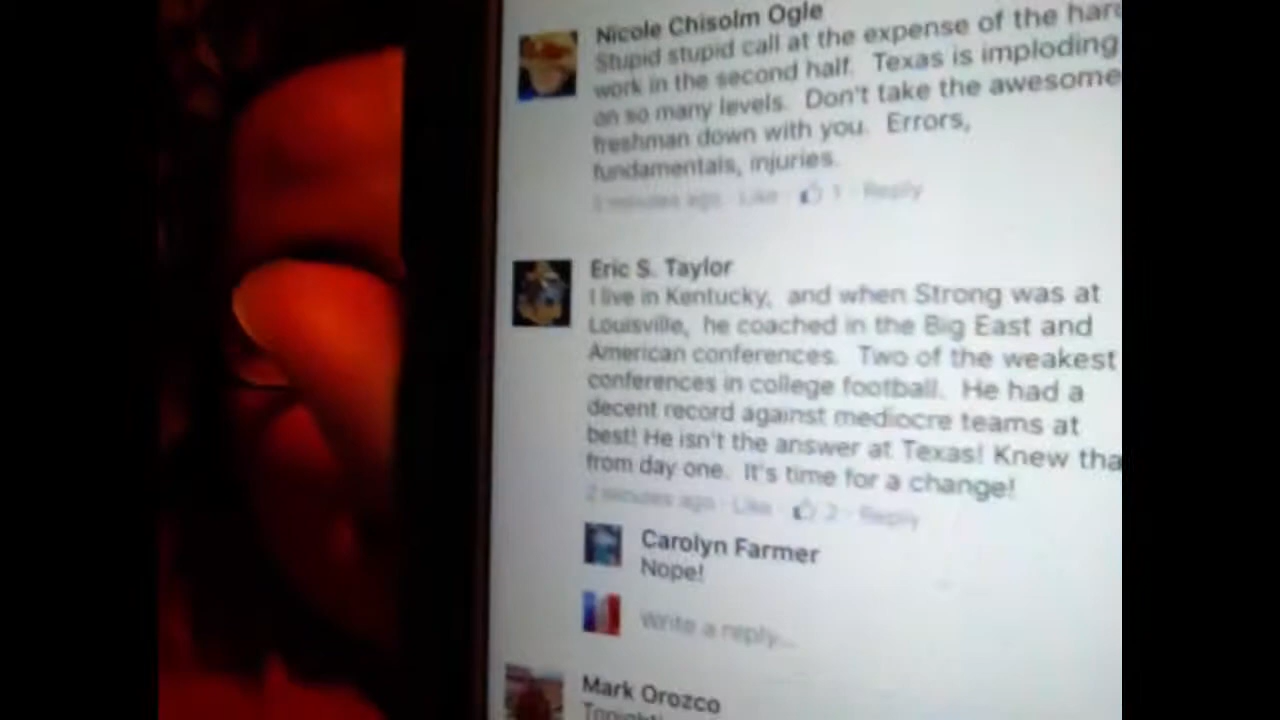 Nicole Chisolm Ogle
Stupid stupid call at the expense of the hard
work in the second half. Texas is imploding
on so many levels. Don't take the awesome
freshman down with you. Errors,
fundamentals, injuries.
3 minutes ago · Like · 1 · Reply
Eric S. Taylor
I live in Kentucky, and when Strong was at
Louisville, he coached in the Big East and
American conferences. Two of the weakest
conferences in college football. He had a
decent record against mediocre teams at
best! He isn't the answer at Texas! Knew tha
from day one. It's time for a change!
2 minutes ago · Like · 2 · Reply
Carolyn Farmer
Nope!
Write a reply...
Mark Orozco